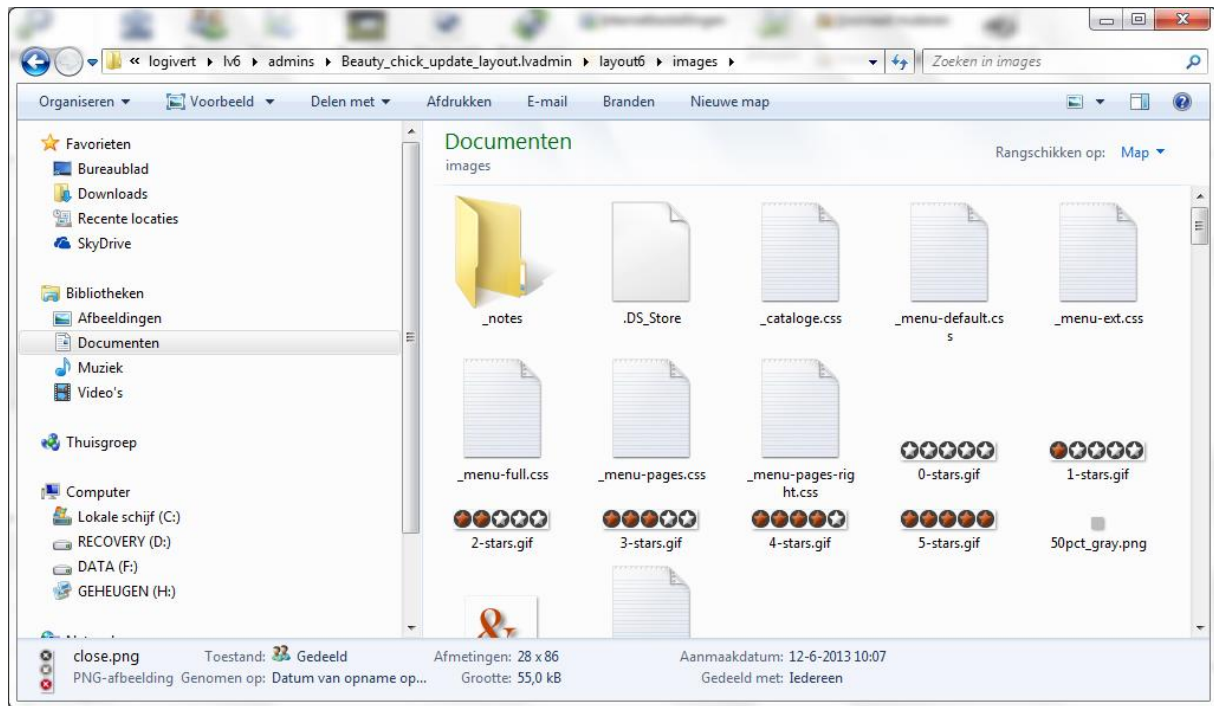 « logivert ▸ lv6 ▸ admins ▸ Beauty_chick_update_layout.lvadmin ▸ layout6 ▸ images ▸
Zoeken in images
Organiseren ▾ Voorbeeld ▾ Delen met ▾ Afdrukken E-mail Branden Nieuwe map
Favorieten
Bureaublad
Downloads
Recente locaties
SkyDrive
Bibliotheken
Afbeeldingen
Documenten
Muziek
Video's
Thuisgroep
Computer
Lokale schijf (C:)
RECOVERY (D:)
DATA (F:)
GEHEUGEN (H:)
Documenten
images
Rangschikken op: Map ▾
_notes
.DS_Store
_cataloge.css
_menu-default.cs
s
_menu-ext.css
_menu-full.css
_menu-pages.css
_menu-pages-rig
ht.css
0-stars.gif
1-stars.gif
2-stars.gif
3-stars.gif
4-stars.gif
5-stars.gif
50pct_gray.png
&
close.png Toestand: Gedeeld Afmetingen: 28 x 86 Aanmaakdatum: 12-6-2013 10:07
PNG-afbeelding Genomen op: Datum van opname op... Grootte: 55,0 kB Gedeeld met: Iedereen